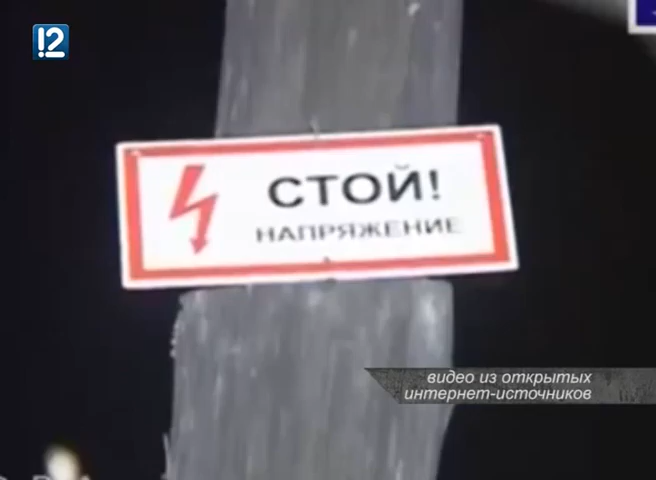 12
СТОЙ!
НАПРЯЖЕНИЕ
видео из открытых
интернет-источников